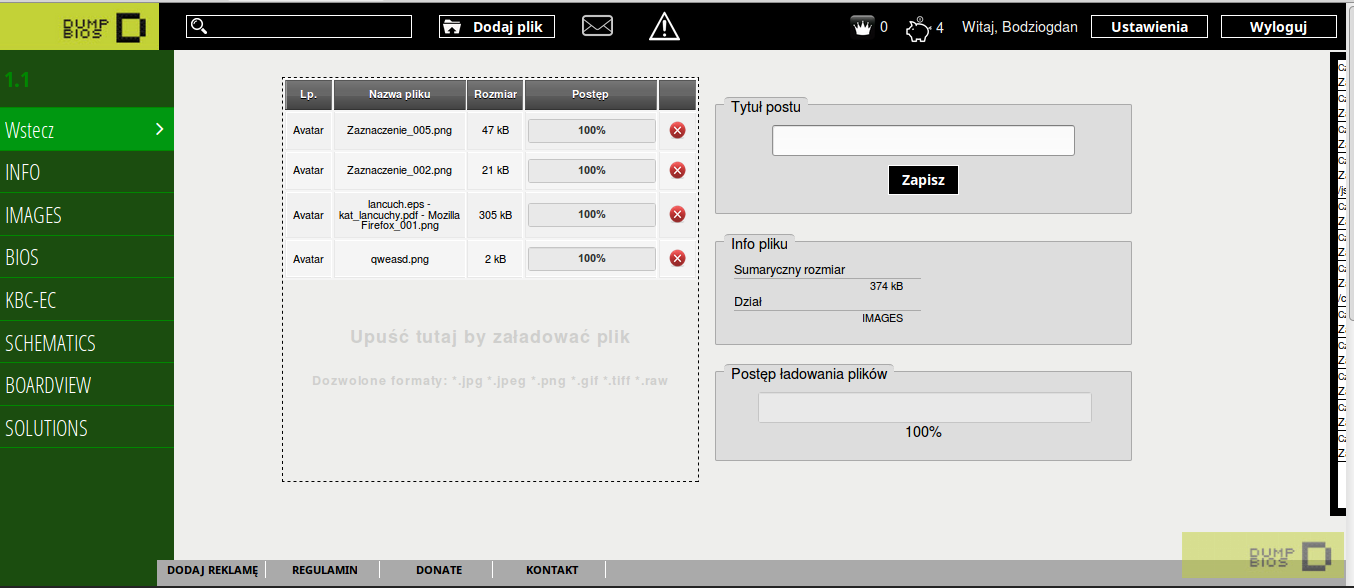 DUMP BIOS
Dodaj plik
0
4
Witaj, Bodziogdan
Ustawienia
Wyloguj
1.1
Wstecz
INFO
IMAGES
BIOS
KBC-EC
SCHEMATICS
BOARDVIEW
SOLUTIONS
Lp. Nazwa pliku Rozmiar Postęp
Avatar Zaznaczenie_005.png 47 kB 100%
Avatar Zaznaczenie_002.png 21 kB 100%
Avatar lancuch.eps - kat_lancuchy.pdf - Mozilla Firefox_001.png 305 kB 100%
Avatar qweasd.png 2 kB 100%
Upuść tutaj by załadować plik
Dozwolone formaty: *.jpg *.jpeg *.png *.gif *.tiff *.raw
Tytuł postu
Zapisz
Info pliku
Sumaryczny rozmiar
374 kB
Dział
IMAGES
Postęp ładowania plików
100%
DODAJ REKLAMĘ
REGULAMIN
DONATE
KONTAKT
DUMP BIOS